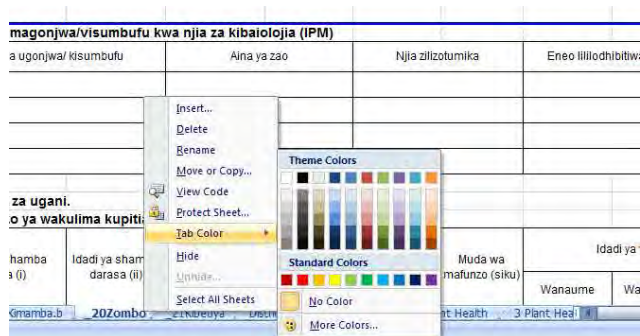 magonjwa/visumbufu kwa njia za kibaiolojia (IPM)
a ugonjwa/ kisumbufu Aina ya zao Njia zilizotumika Eneo lililodhibitiwa
Insert...
Delete
Rename
Move or Copy...
View Code
Protect Sheet...
Tab Color
Hide
Unhide...
Select All Sheets
Theme Colors
Standard Colors
No Color
More Colors...
za ugani.
o ya wakulima kupitia
hamba
a (i)
Idadi ya sham
darasa (ii)
Muda wa
mafunzo (siku)
Idadi ya
Wanaume Wa
Kimamba.b _20Zombo _21Kibeoya nt Health 3 Plant Heal